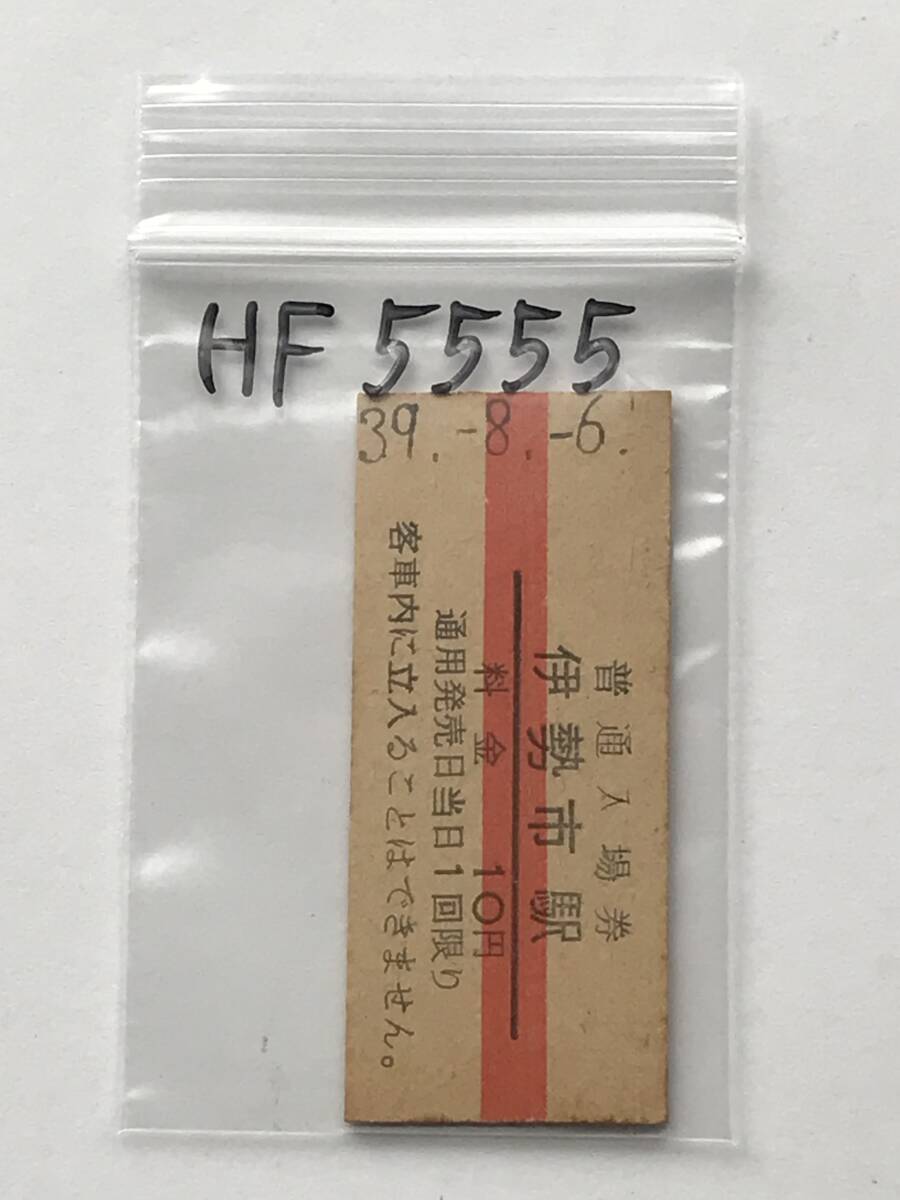 HF 5555
39.-8.-6.
普通入場券
伊勢市駅
料金 10円
通用発売日当日1回限り
客車内に立入ることはできません。